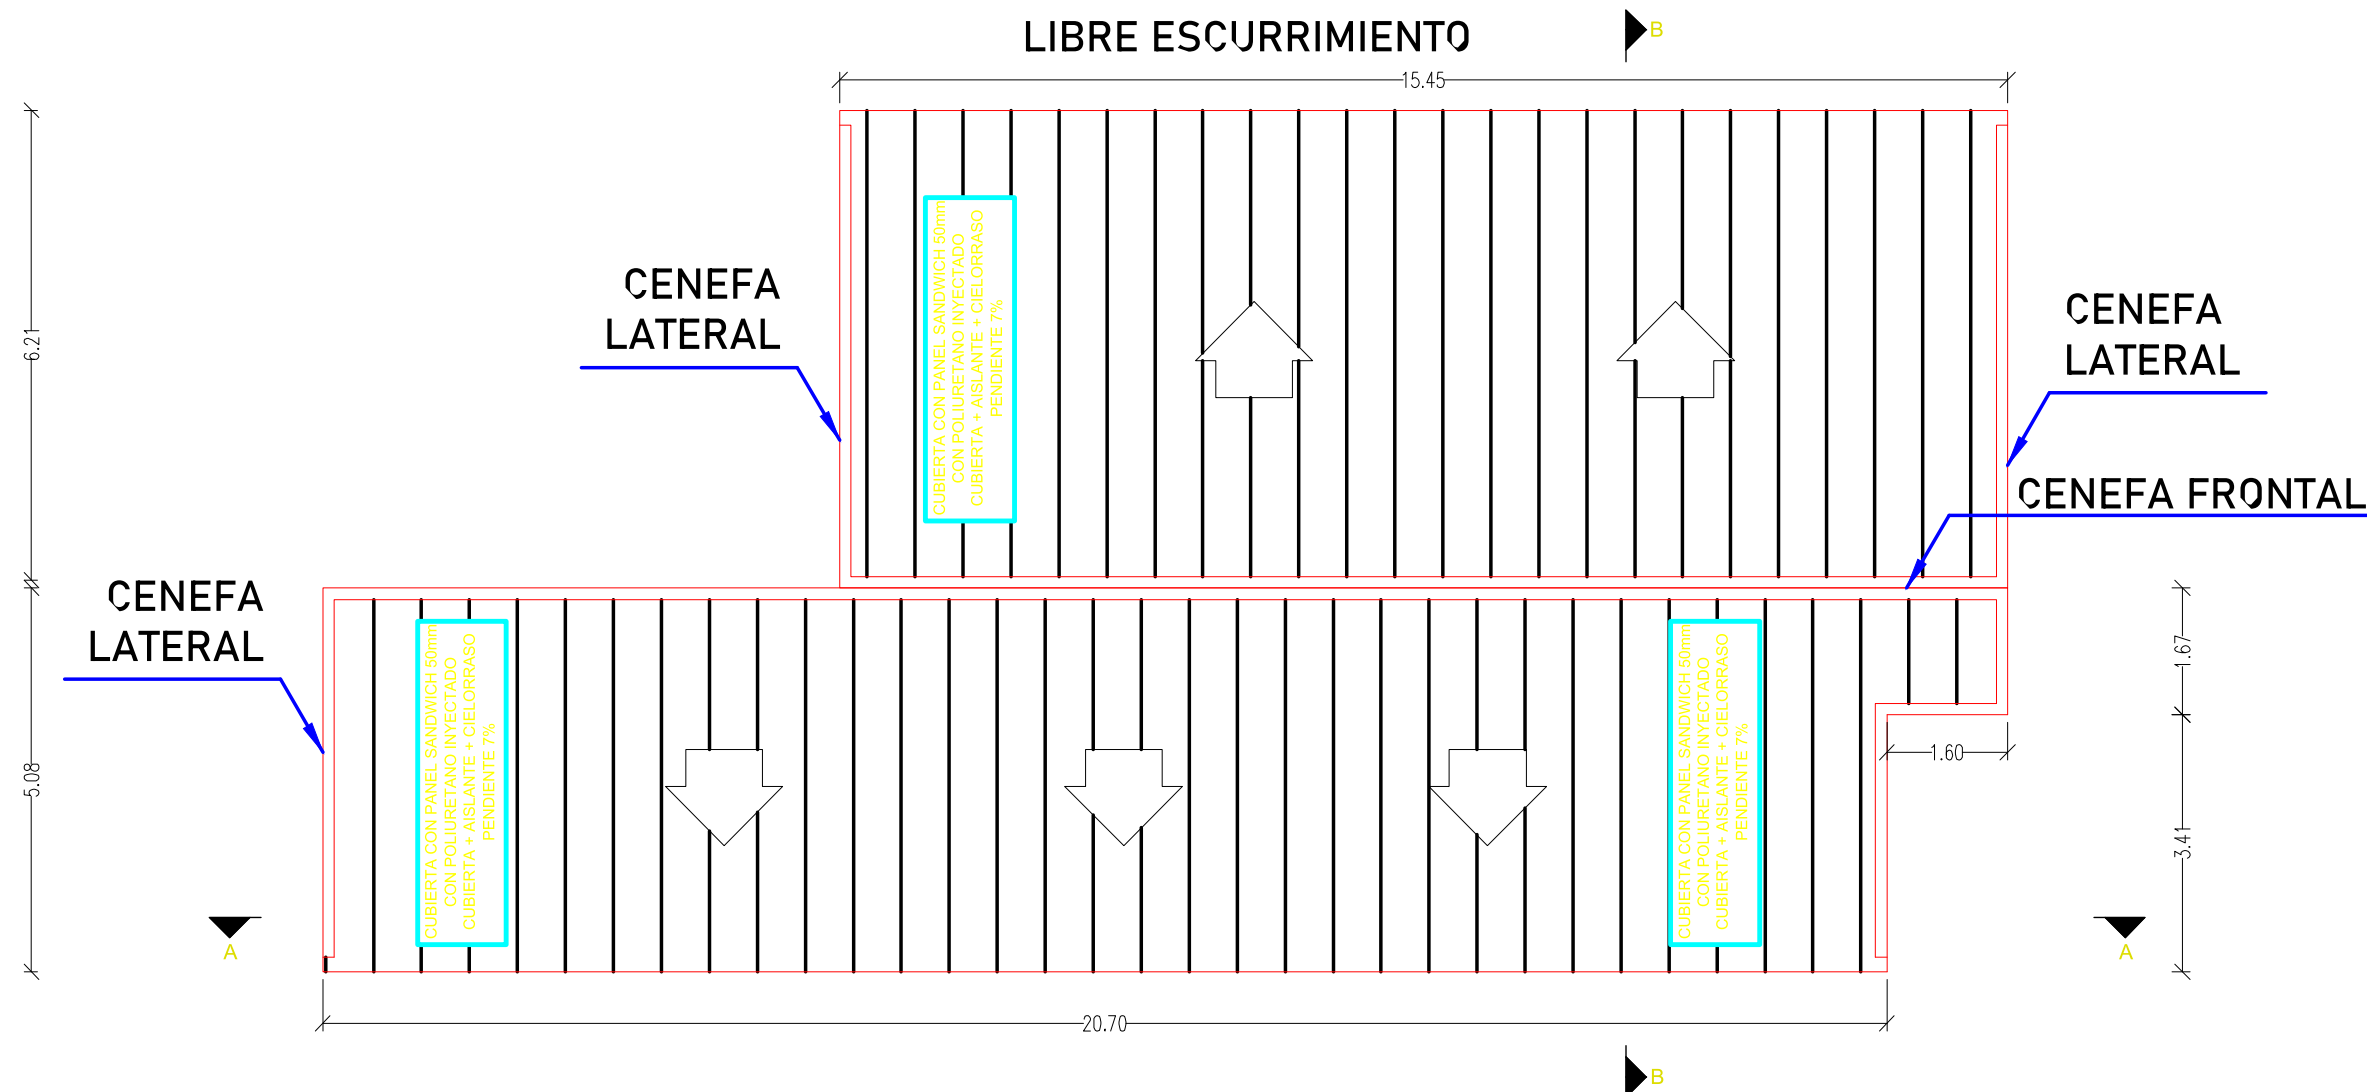 LIBRE ESCURRIMIENTO
B
15.45
CENEFA
LATERAL
6.21
CUBIERTA CON PANEL SANDWICH 50mm
CON POLIURETANO INYECTADO
CUBIERTA + AISLANTE + CIELORRASO
PENDIENTE 7%
CENEFA
LATERAL
CENEFA FRONTAL
CENEFA
LATERAL
5.08
CUBIERTA CON PANEL SANDWICH 50mm
CON POLIURETANO INYECTADO
CUBIERTA + AISLANTE + CIELORRASO
PENDIENTE 7%
CUBIERTA CON PANEL SANDWICH 50mm
CON POLIURETANO INYECTADO
CUBIERTA + AISLANTE + CIELORRASO
PENDIENTE 7%
1.67
1.60
3.41
A
A
20.70
B